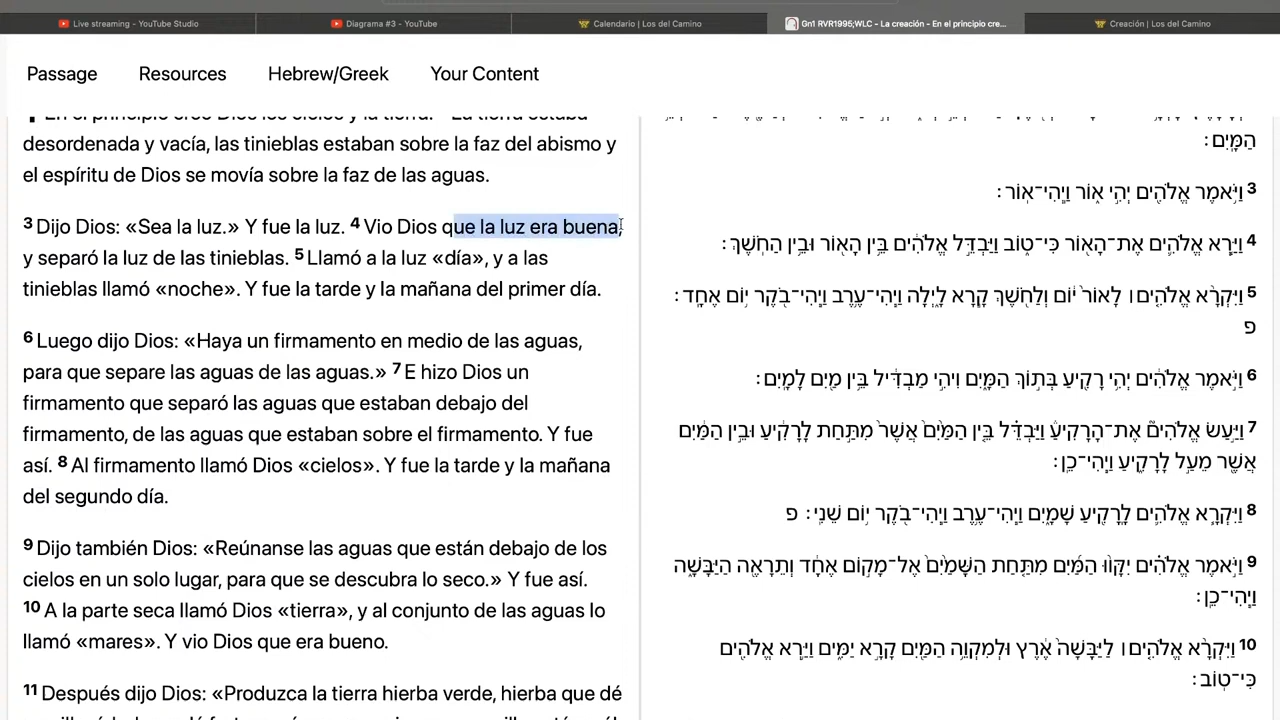 Live streaming - YouTube Studio
Diagrama #3 - YouTube
Calendario | Los del Camino
Gn1 RVR1995;WLC - La creación - En el principio cre...
Creación | Los del Camino
Passage
Resources
Hebrew/Greek
Your Content
desordenada y vacía, las tinieblas estaban sobre la faz del abismo y
el espíritu de Dios se movía sobre la faz de las aguas.
3 Dijo Dios: «Sea la luz.» Y fue la luz. 4 Vio Dios que la luz era buena,
y separó la luz de las tinieblas. 5 Llamó a la luz «día», y a las
tinieblas llamó «noche». Y fue la tarde y la mañana del primer día.
6 Luego dijo Dios: «Haya un firmamento en medio de las aguas,
para que separe las aguas de las aguas.» 7 E hizo Dios un
firmamento que separó las aguas que estaban debajo del
firmamento, de las aguas que estaban sobre el firmamento. Y fue
así. 8 Al firmamento llamó Dios «cielos». Y fue la tarde y la mañana
del segundo día.
9 Dijo también Dios: «Reúnanse las aguas que están debajo de los
cielos en un solo lugar, para que se descubra lo seco.» Y fue así.
10 A la parte seca llamó Dios «tierra», y al conjunto de las aguas lo
llamó «mares». Y vio Dios que era bueno.
11 Después dijo Dios: «Produzca la tierra hierba verde, hierba que dé
הַמָּֽיִם׃
3 וַיֹּ֥אמֶר אֱלֹהִ֖ים יְהִ֣י א֑וֹר וַֽיְהִי־אֽוֹר׃
4 וַיַּ֧רְא אֱלֹהִ֛ים אֶת־הָא֖וֹר כִּי־ט֑וֹב וַיַּבְדֵּ֣ל אֱלֹהִ֔ים בֵּ֥ין הָא֖וֹר וּבֵ֥ין הַחֹֽשֶׁךְ׃
5 וַיִּקְרָ֨א אֱלֹהִ֤ים׀ לָאוֹר֙ י֔וֹם וְלַחֹ֖שֶׁךְ קָ֣רָא לָ֑יְלָה וַֽיְהִי־עֶ֥רֶב וַֽיְהִי־בֹ֖קֶר י֥וֹם אֶחָֽד׃
פ
6 וַיֹּ֣אמֶר אֱלֹהִ֔ים יְהִ֥י רָקִ֖יעַ בְּת֣וֹךְ הַמָּ֑יִם וִיהִ֣י מַבְדִּ֔יל בֵּ֥ין מַ֖יִם לָמָֽיִם׃
7 וַיַּ֣עַשׂ אֱלֹהִים֮ אֶת־הָרָקִיעַ֒ וַיַּבְדֵּ֗ל בֵּ֤ין הַמַּ֙יִם֙ אֲשֶׁר֙ מִתַּ֣חַת לָרָקִ֔יעַ וּבֵ֣ין הַמַּ֔יִם
אֲשֶׁ֖ר מֵעַ֣ל לָרָקִ֑יעַ וַֽיְהִי־כֵֽן׃
8 וַיִּקְרָ֧א אֱלֹהִ֛ים לָֽרָקִ֖יעַ שָׁמָ֑יִם וַֽיְהִי־עֶ֥רֶב וַֽיְהִי־בֹ֖קֶר י֥וֹם שֵׁנִֽי׃ פ
9 וַיֹּ֣אמֶר אֱלֹהִ֗ים יִקָּו֨וּ הַמַּ֜יִם מִתַּ֤חַת הַשָּׁמַ֙יִם֙ אֶל־מָק֣וֹם אֶחָ֔ד וְתֵרָאֶ֖ה הַיַּבָּשָׁ֑ה
וַֽיְהִי־כֵֽן׃
10 וַיִּקְרָ֨א אֱלֹהִ֤ים׀ לַיַּבָּשָׁה֙ אֶ֔רֶץ וּלְמִקְוֵ֥ה הַמַּ֖יִם קָרָ֣א יַמִּ֑ים וַיַּ֥רְא אֱלֹהִ֖ים
כִּי־טֽוֹב׃